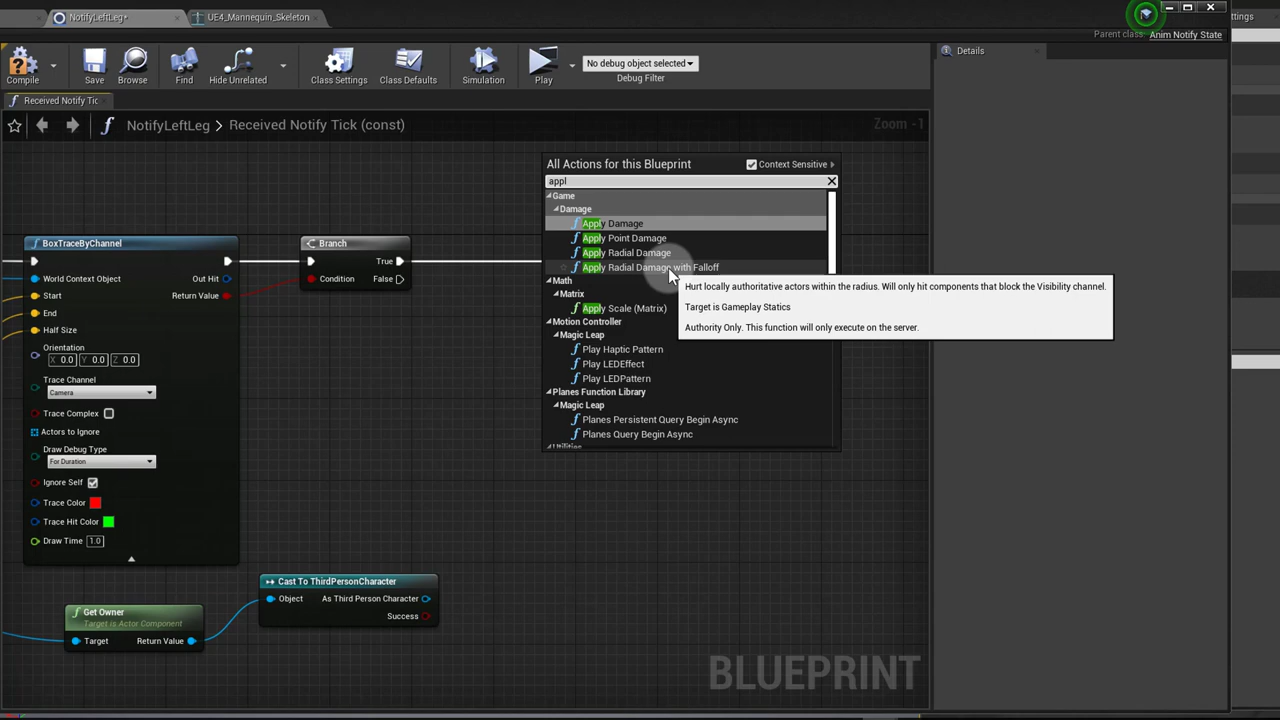 NotifyLeftLeg*
UE4_Mannequin_Skeleton
ettings
Parent class: Anim Notify State
Compile
Save
Browse
Find
Hide Unrelated
Class Settings
Class Defaults
Simulation
Play
No debug object selected
Debug Filter
Details
Received Notify Tic
NotifyLeftLeg > Received Notify Tick (const)
Zoom -1
All Actions for this Blueprint
Context Sensitive
appl
Game
Damage
Apply Damage
Apply Point Damage
Apply Radial Damage
Apply Radial Damage with Falloff
Math
Matrix
Apply Scale (Matrix)
Motion Controller
Magic Leap
Play Haptic Pattern
Play LEDEffect
Play LEDPattern
Planes Function Library
Magic Leap
Planes Persistent Query Begin Async
Planes Query Begin Async
Utilities
Hurt locally authoritative actors within the radius. Will only hit components that block the Visibility channel.
Target is Gameplay Statics
Authority Only. This function will only execute on the server.
BoxTraceByChannel
World Context Object
Out Hit
Start
Return Value
End
Half Size
Orientation
X 0.0 Y 0.0 Z 0.0
Trace Channel
Camera
Trace Complex
Actors to Ignore
Draw Debug Type
For Duration
Ignore Self
Trace Color
Trace Hit Color
Draw Time 1.0
Branch
True
Condition
False
Cast To ThirdPersonCharacter
Object
As Third Person Character
Success
Get Owner
Target is Actor Component
Target
Return Value
BLUEPRINT